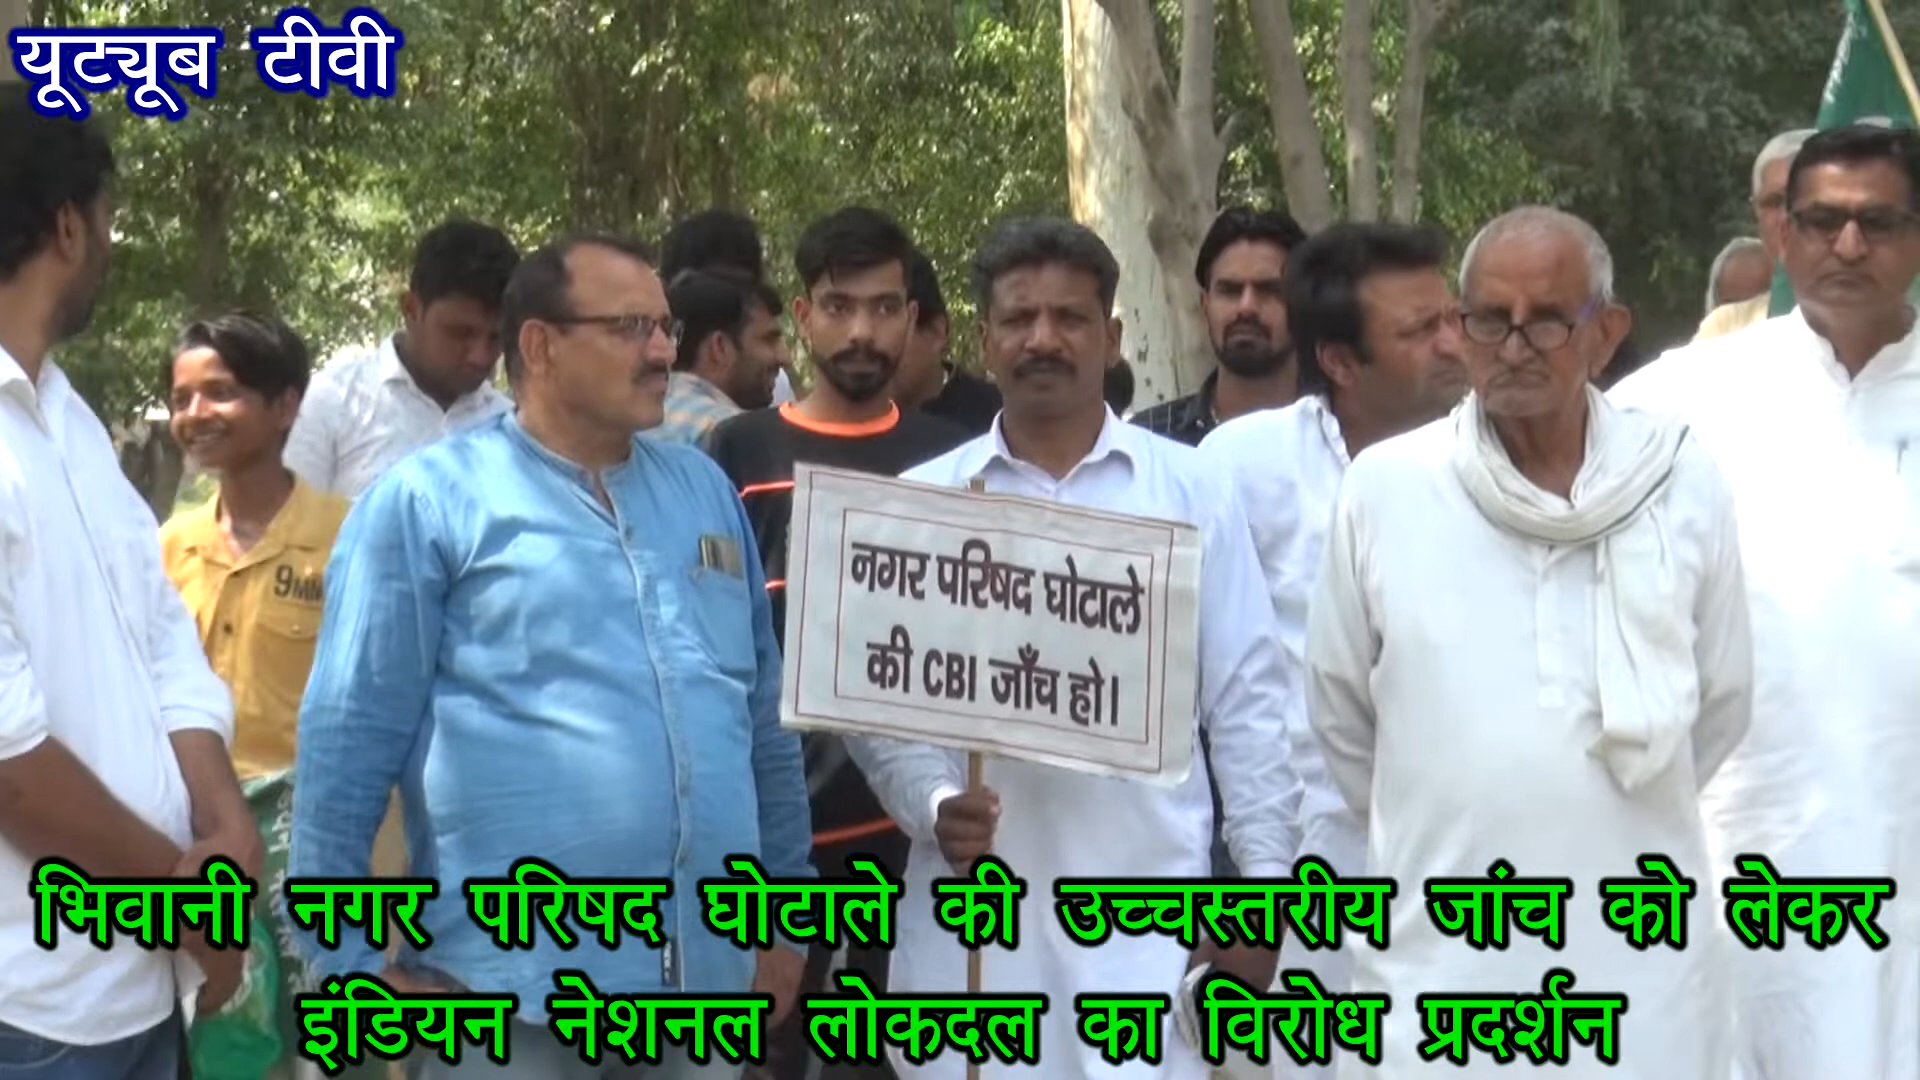 यूट्यूब टीवी
9MM
नगर परिषद घोटाले
की CBI जाँच हो।
भिवानी नगर परिषद घोटाले की उच्चस्तरीय जांच को लेकर
इंडियन नेशनल लोकदल का विरोध प्रदर्शन